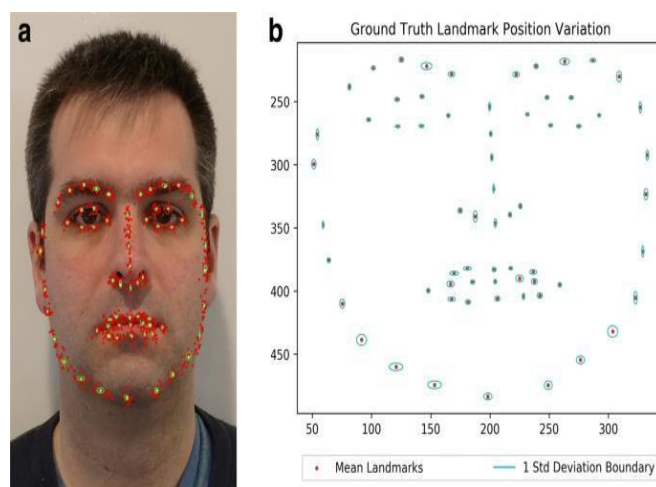 a
b
Ground Truth Landmark Position Variation
250
300
350
400
450
50 100 150 200 250 300
Mean Landmarks 1 Std Deviation Boundary